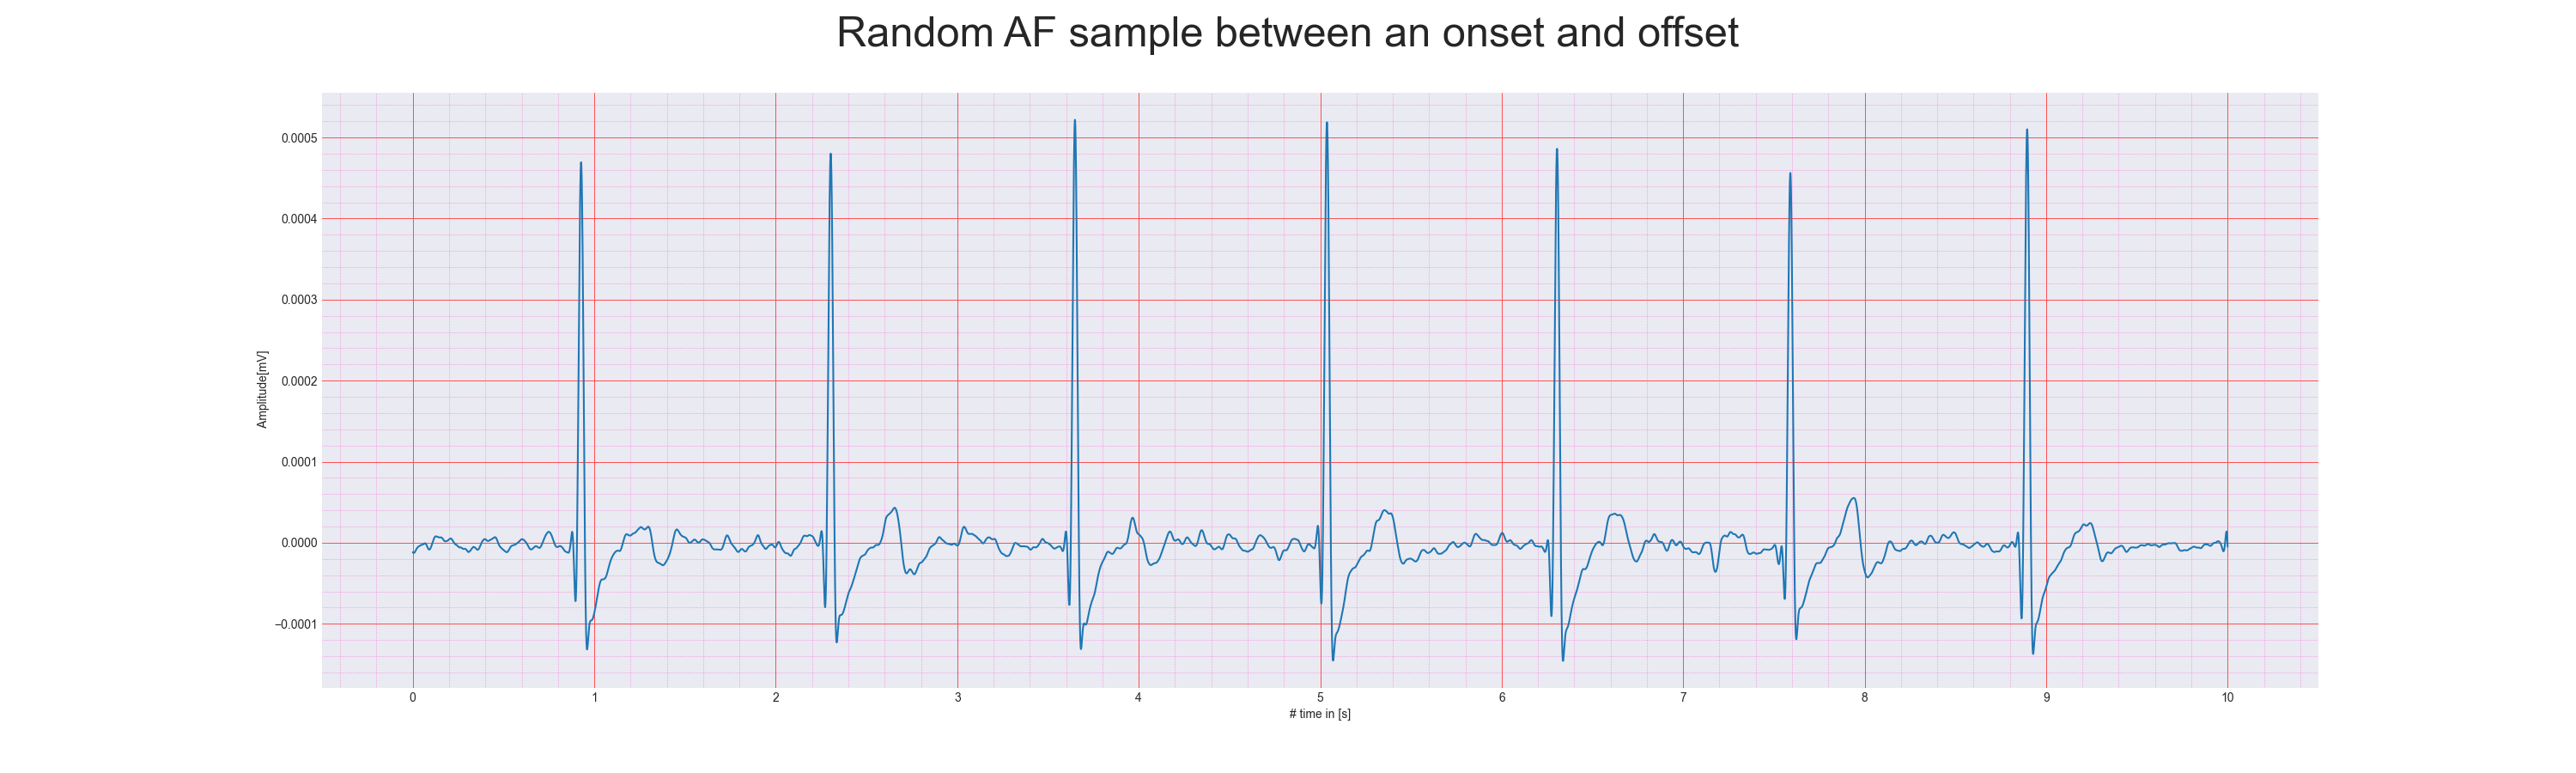 Random AF sample between an onset and offset
0.0005
0.0004
0.0003
0.0002
0.0001
0.0000
−0.0001
Amplitude[mV]
0 1 2 3 4 5 6 7 8 9 10
# time in [s]